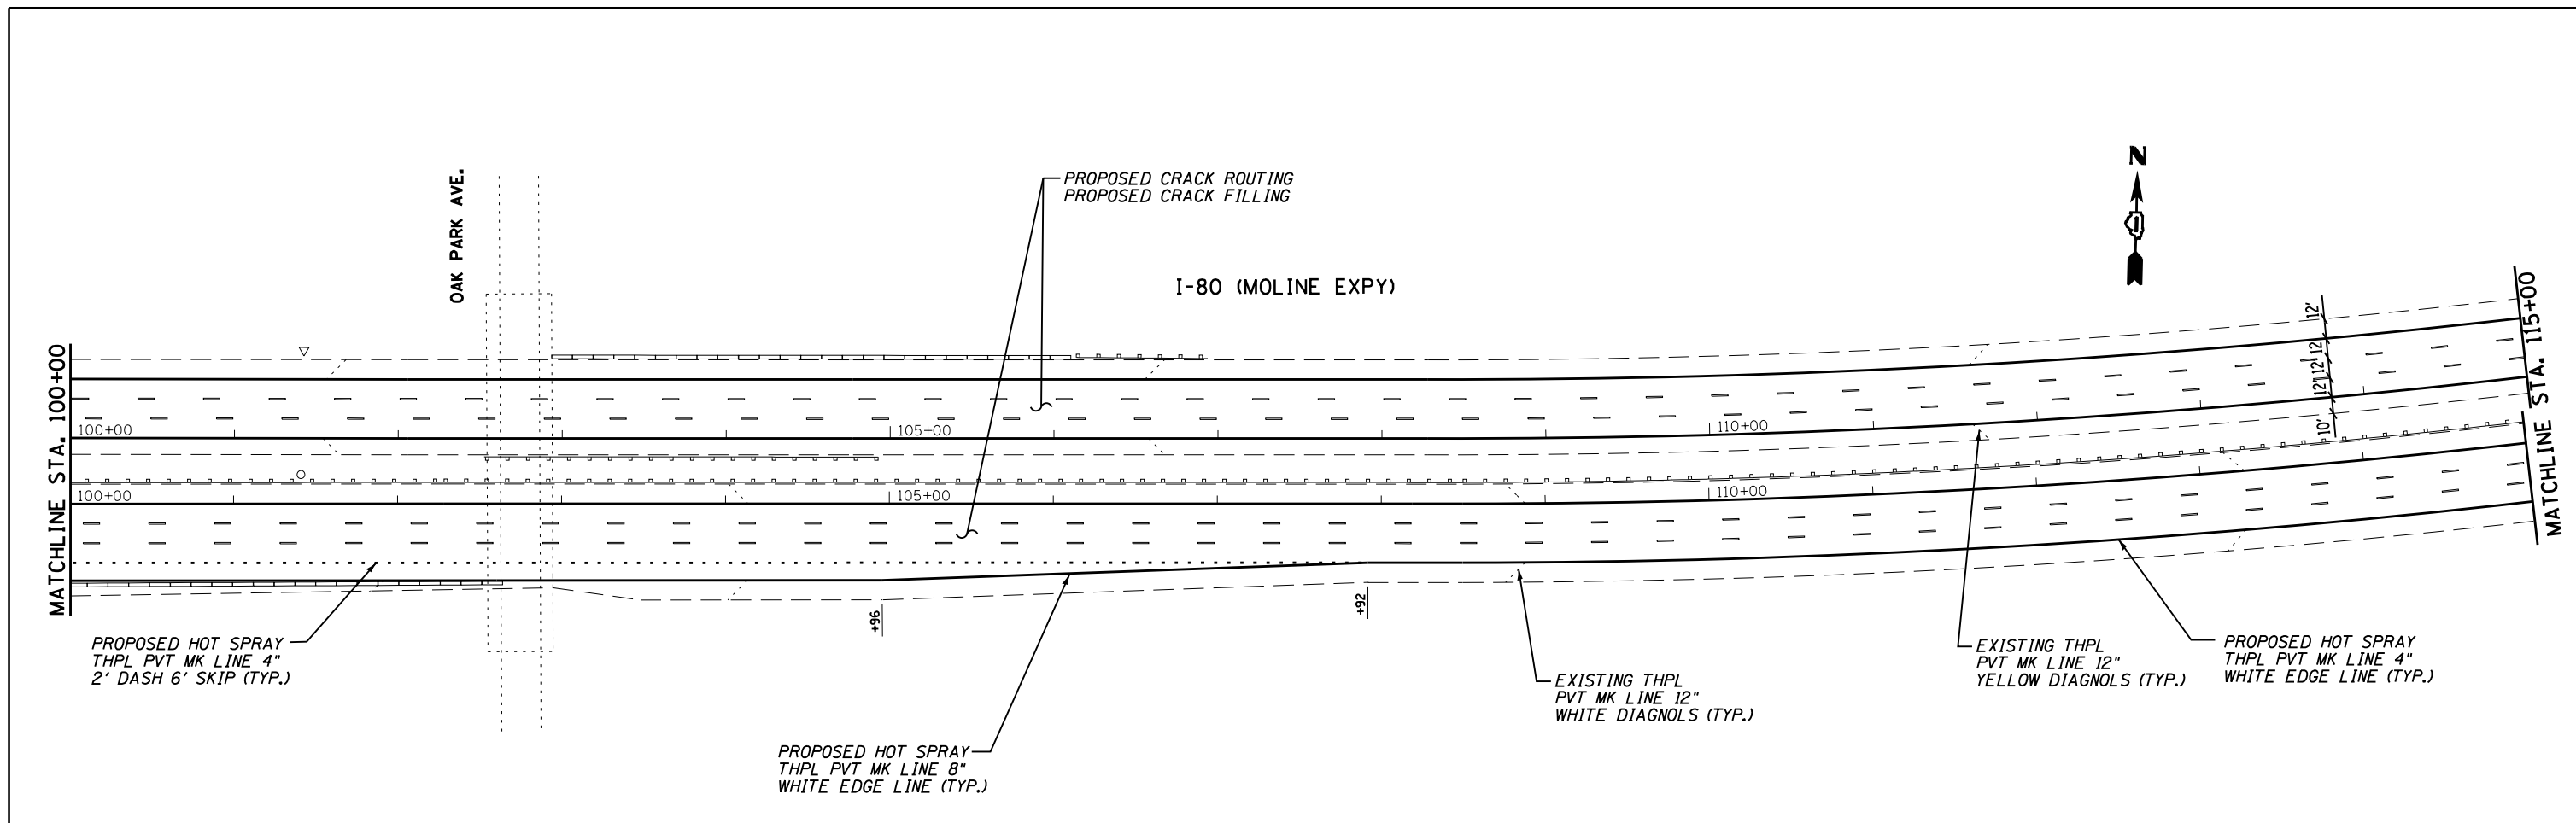 OAK PARK AVE.
PROPOSED CRACK ROUTING
PROPOSED CRACK FILLING
N
I-80 (MOLINE EXPY)
MATCHLINE STA. 100+00
MATCHLINE STA. 115+00
12'
12'
12'
12'
10'
100+00
105+00
110+00
100+00
105+00
110+00
+96
+92
PROPOSED HOT SPRAY
THPL PVT MK LINE 4"
2' DASH 6' SKIP (TYP.)
PROPOSED HOT SPRAY
THPL PVT MK LINE 8"
WHITE EDGE LINE (TYP.)
EXISTING THPL
PVT MK LINE 12"
WHITE DIAGNOLS (TYP.)
EXISTING THPL
PVT MK LINE 12"
YELLOW DIAGNOLS (TYP.)
PROPOSED HOT SPRAY
THPL PVT MK LINE 4"
WHITE EDGE LINE (TYP.)